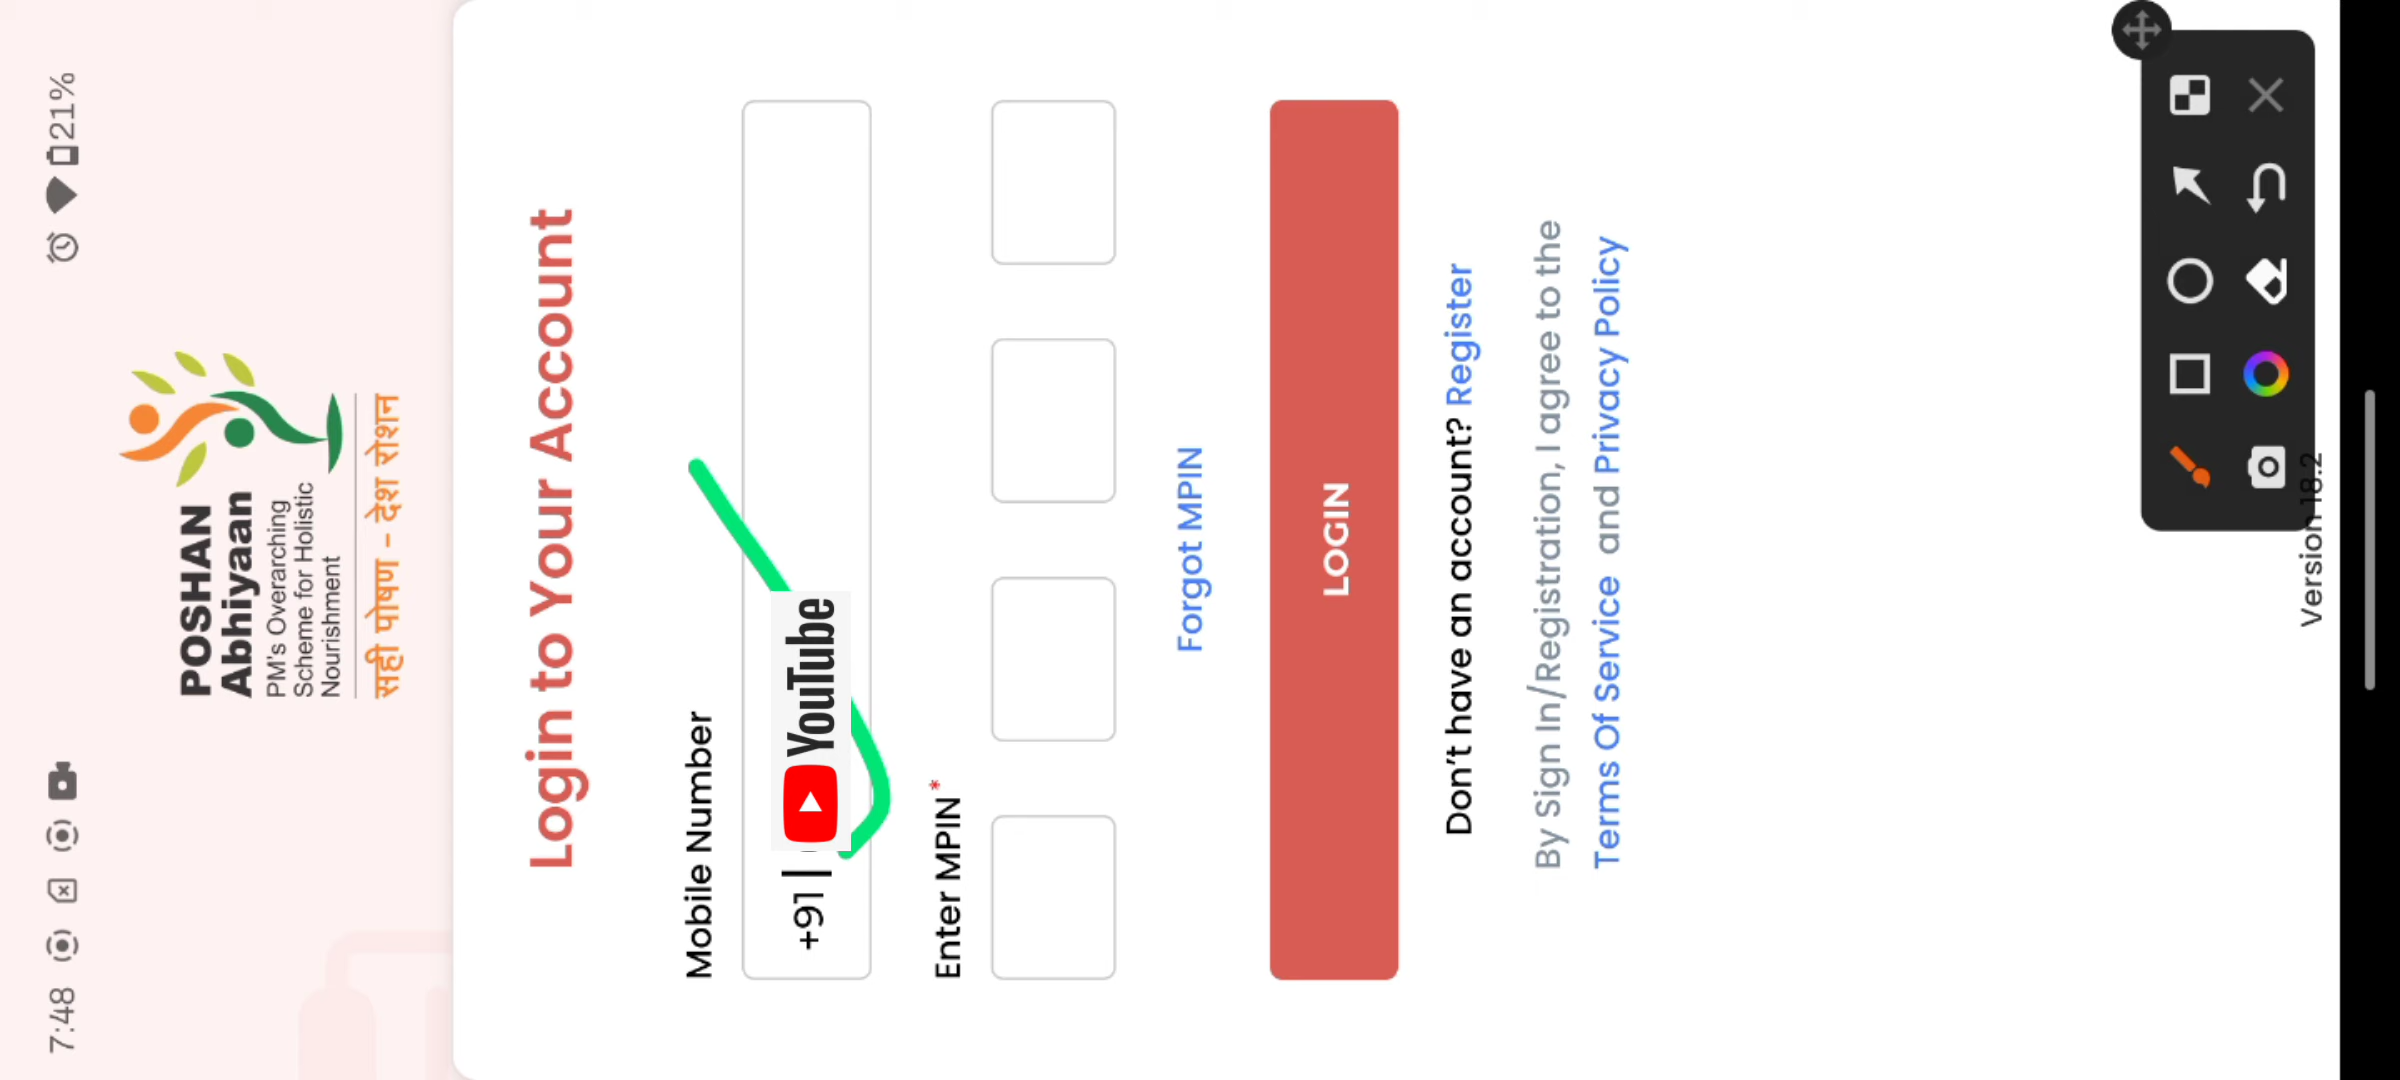 7:48
21%
POSHAN
Abhiyaan
PM's Overarching
Scheme for Holistic
Nourishment
सही पोषण - देश रोशन
Login to Your Account
Mobile Number
+91 |
YouTube
Enter MPIN *
Forgot MPIN
LOGIN
Don't have an account? Register
By Sign In/Registration, I agree to the
Terms Of Service and Privacy Policy
Version 18.2